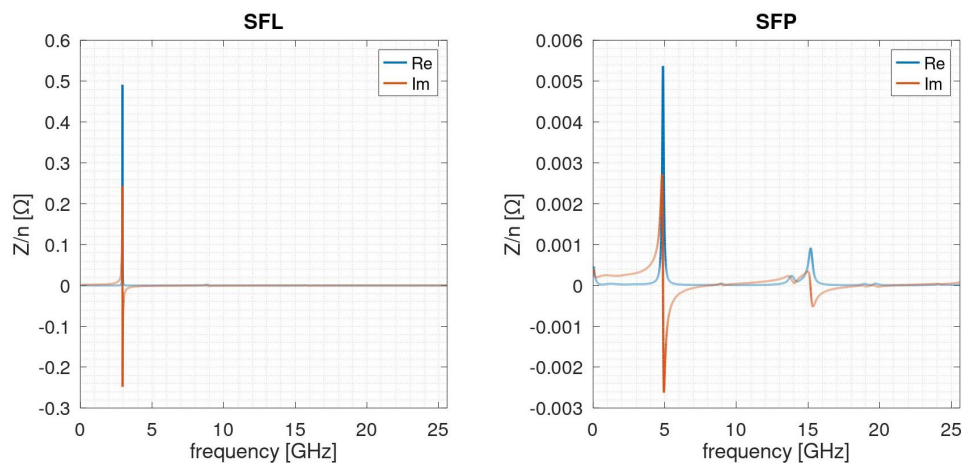 SFL
0.6
0.5
0.4
0.3
0.2
0.1
0
-0.1
-0.2
-0.3
Z/n [Ω]
0 5 10 15 20 25
frequency [GHz]
Re
Im
SFP
0.006
0.005
0.004
0.003
0.002
0.001
0
-0.001
-0.002
-0.003
Z/n [Ω]
0 5 10 15 20 25
frequency [GHz]
Re
Im